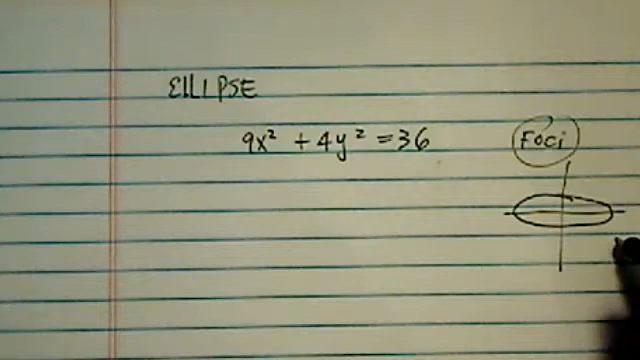 ELLIPSE
9x² + 4y² = 36
Foci